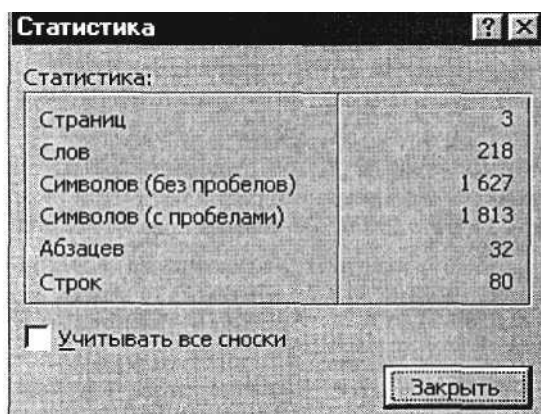 Статистика
Статистика:
Страниц 3
Слов 218
Символов (без пробелов) 1 627
Символов (с пробелами) 1 813
Абзацев 32
Строк 80
Учитывать все сноски
Закрыть